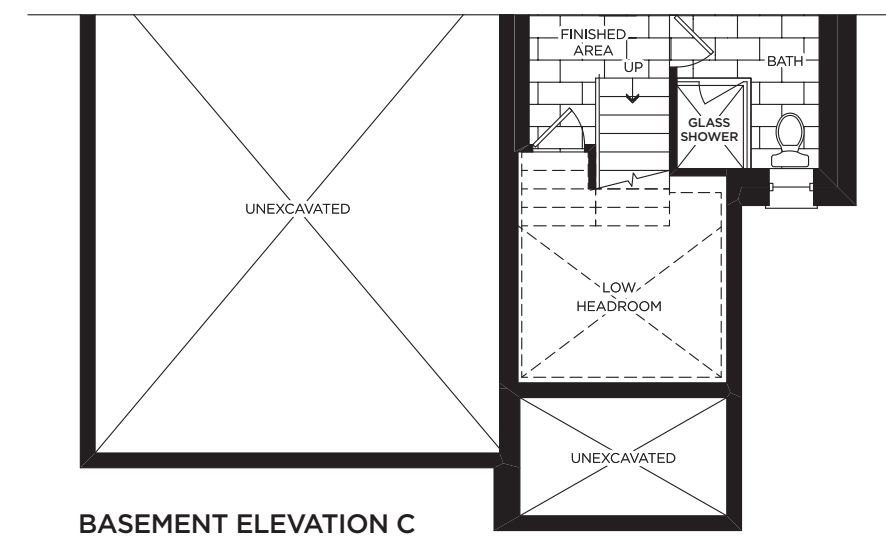 FINISHED
AREA
UP
BATH
GLASS
SHOWER
UNEXCAVATED
LOW
HEADROOM
UNEXCAVATED
BASEMENT ELEVATION C